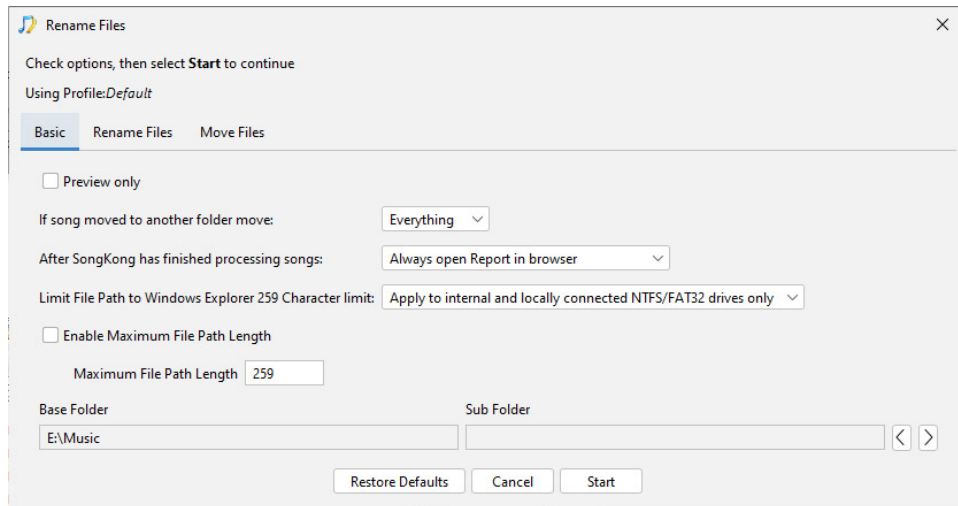 Rename Files
Check options, then select Start to continue
Using Profile:Default
Basic Rename Files Move Files
Preview only
If song moved to another folder move: Everything
After SongKong has finished processing songs: Always open Report in browser
Limit File Path to Windows Explorer 259 Character limit: Apply to internal and locally connected NTFS/FAT32 drives only
Enable Maximum File Path Length
Maximum File Path Length 259
Base Folder Sub Folder
E:\Music
Restore Defaults Cancel Start